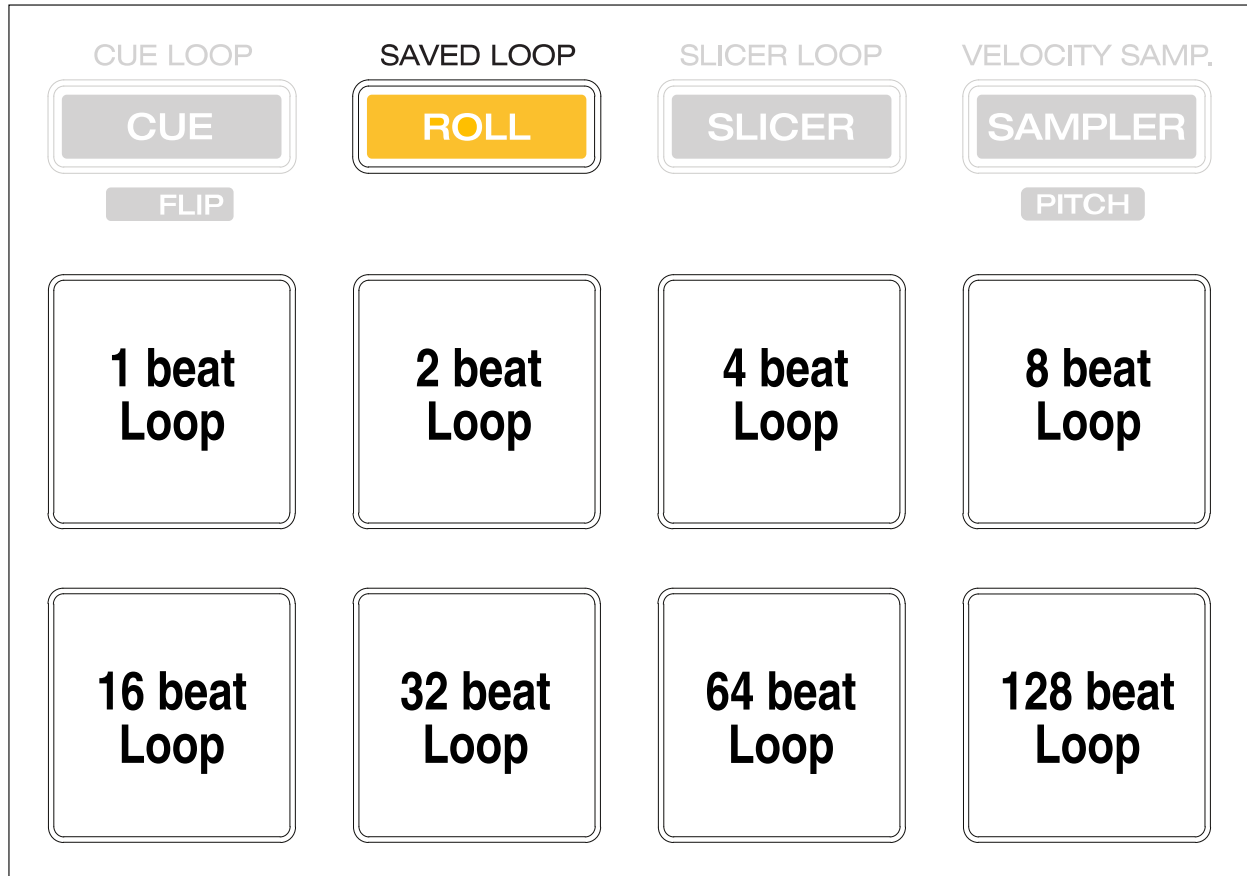 CUE LOOP SAVED LOOP SLICER LOOP VELOCITY SAMP.
CUE ROLL SLICER SAMPLER
FLIP PITCH
1 beat 2 beat 4 beat 8 beat
Loop Loop Loop Loop
16 beat 32 beat 64 beat 128 beat
Loop Loop Loop Loop